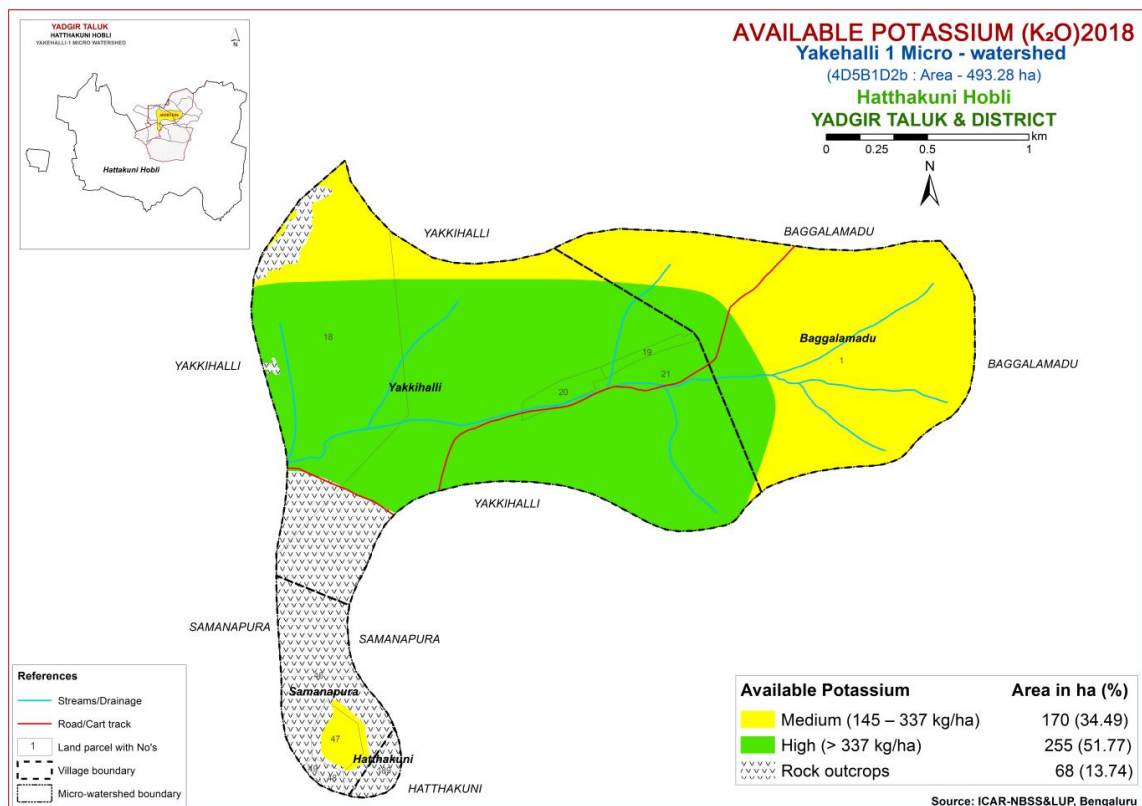 YADGIR TALUK
HATTHAKUNI HOBLI
YAKEHALLI-1 MICRO WATERSHED
N
Hattakuni Hobli
AVAILABLE POTASSIUM (K₂O)2018
Yakehalli 1 Micro - watershed
(4D5B1D2b : Area - 493.28 ha)
Hatthakuni Hobli
YADGIR TALUK & DISTRICT
km
0 0.25 0.5 1
N
YAKKIHALLI
BAGGALAMADU
18
19
Baggalamadu
1
YAKKIHALLI
BAGGALAMADU
Yakkihalli
20
21
YAKKIHALLI
SAMANAPURA
SAMANAPURA
Samanapura
47
Hatthakuni
48
HATTHAKUNI
References
Streams/Drainage
Road/Cart track
1 Land parcel with No's
Village boundary
Micro-watershed boundary
Available Potassium Area in ha (%)
Medium (145 – 337 kg/ha) 170 (34.49)
High (> 337 kg/ha) 255 (51.77)
Rock outcrops 68 (13.74)
Source: ICAR-NBSS&LUP, Bengaluru